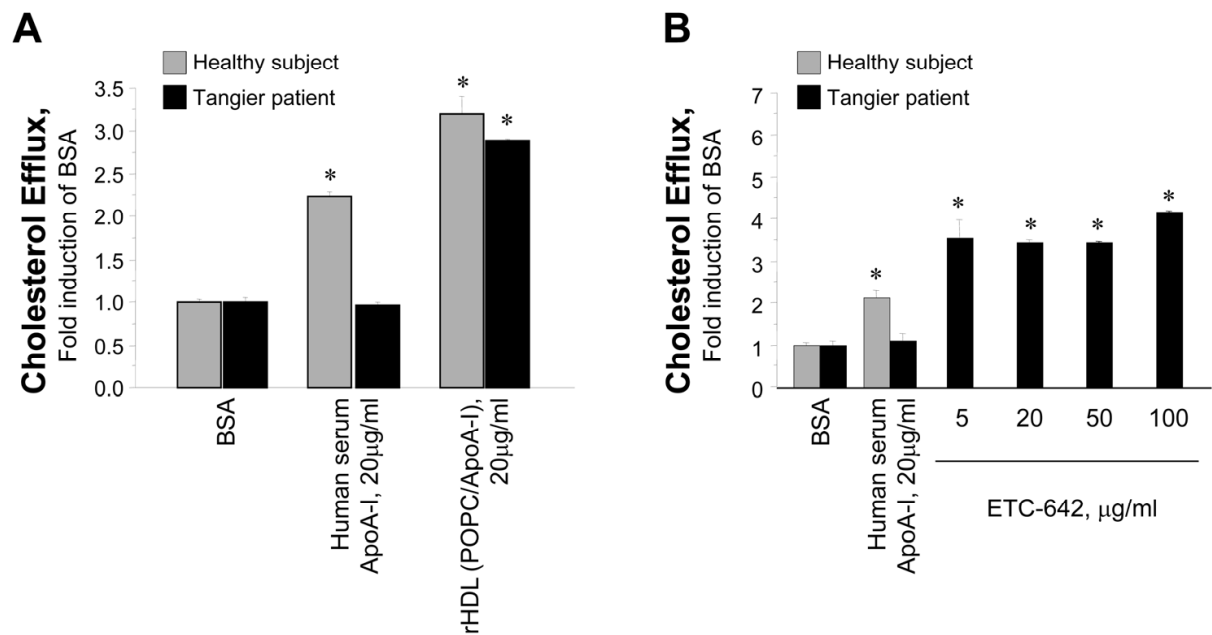 A
Healthy subject
Tangier patient
Cholesterol Efflux,
Fold induction of BSA
3.5
3.0
2.5
2.0
1.5
1.0
0.5
0.0
*
*
*
BSA
Human serum
ApoA-I, 20μg/ml
rHDL (POPC/ApoA-I),
20μg/ml
B
Healthy subject
Tangier patient
Cholesterol Efflux,
Fold induction of BSA
7
6
5
4
3
2
1
0
*
*
*
*
*
BSA
Human serum
ApoA-I, 20μg/ml
5 20 50 100
ETC-642, μg/ml